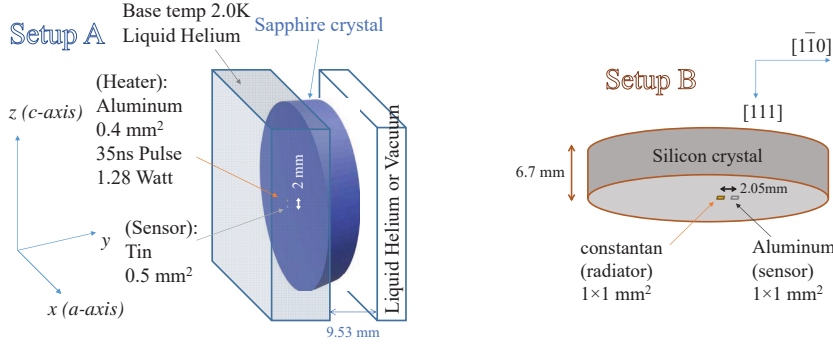 Setup A
Base temp 2.0K
Liquid Helium
Sapphire crystal
(Heater):
Aluminum
0.4 mm²
35ns Pulse
1.28 Watt
z (c-axis)
y
x (a-axis)
(Sensor):
Tin
0.5 mm²
2 mm
Liquid Helium or Vacuum
9.53 mm
Setup B
[11̅0]
[111]
6.7 mm
Silicon crystal
2.05mm
constantan
(radiator)
1×1 mm²
Aluminum
(sensor)
1×1 mm²